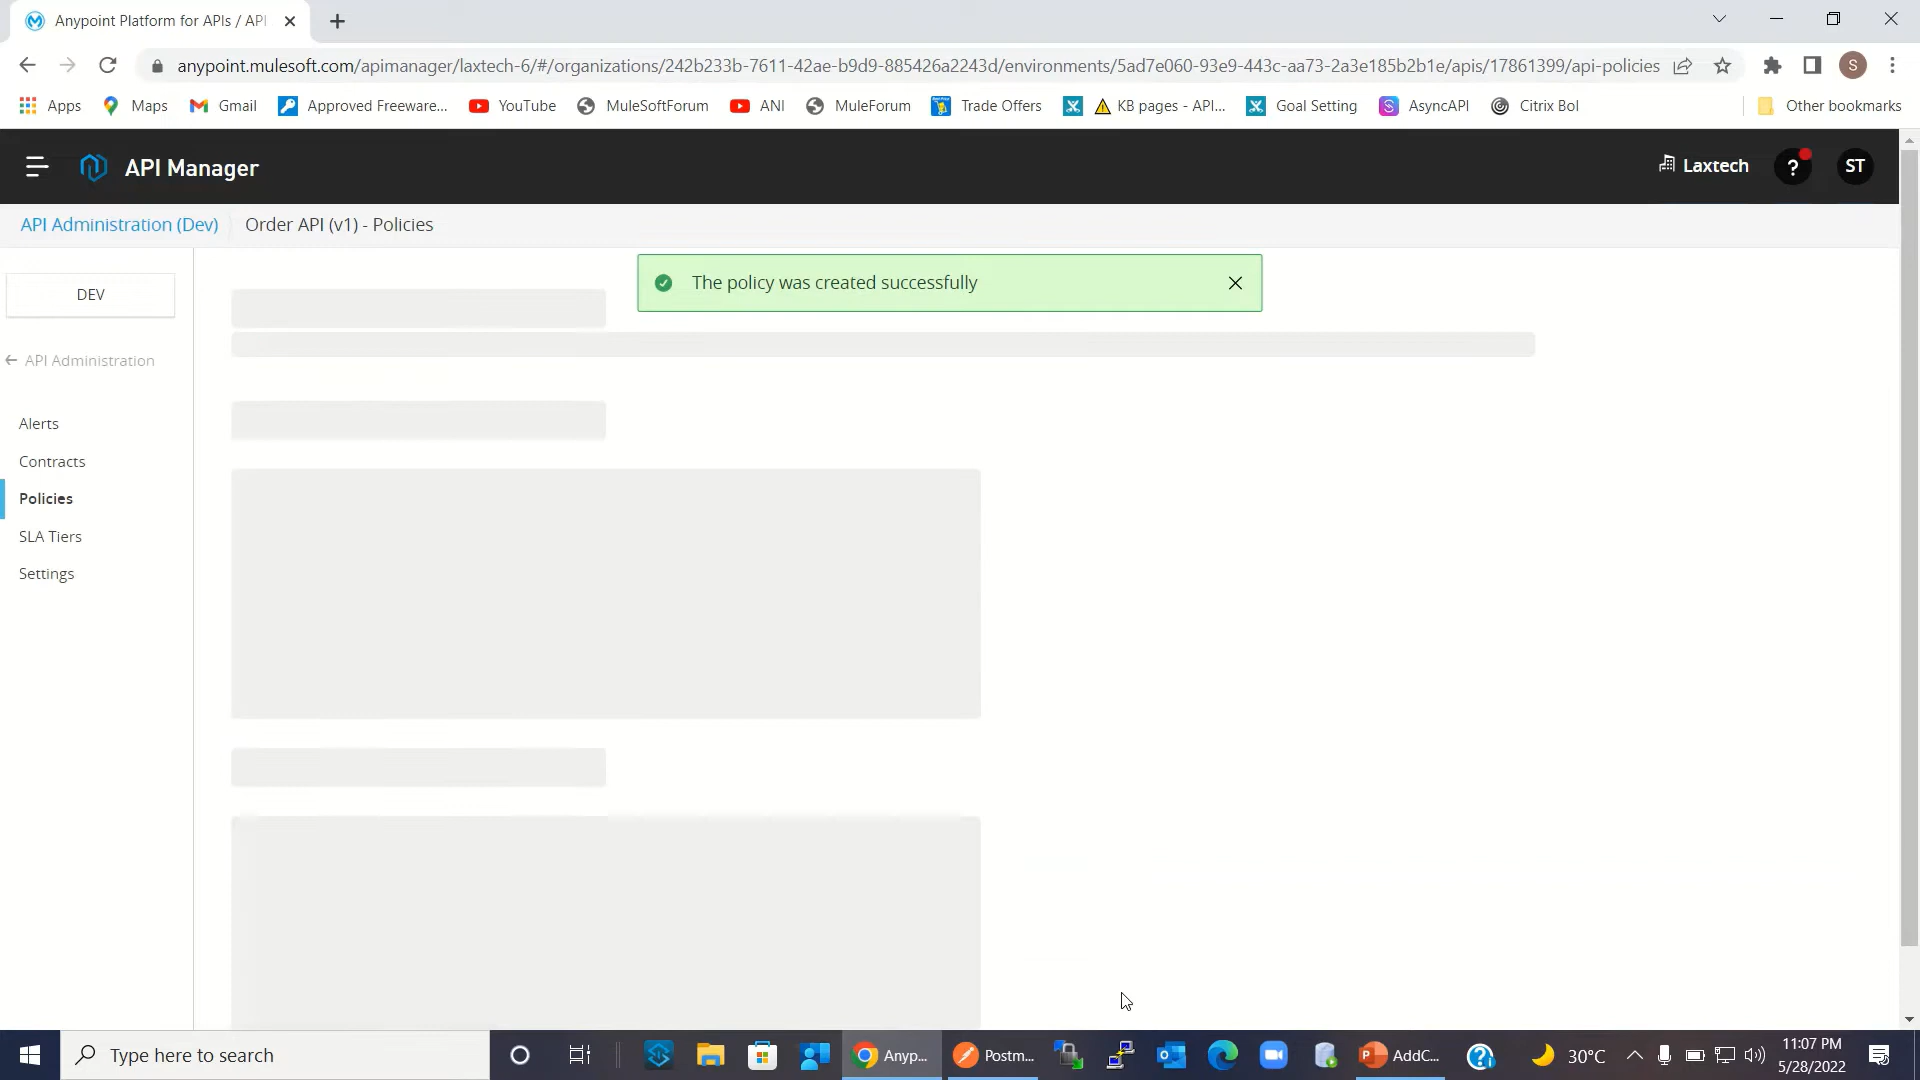 Anypoint Platform for APIs / API
anypoint.mulesoft.com/apimanager/laxtech-6/#/organizations/242b233b-7611-42ae-b9d9-885426a2243d/environments/5ad7e060-93e9-443c-aa73-2a3e185b2b1e/apis/17861399/api-policies
S
Apps Maps Gmail Approved Freeware... YouTube MuleSoftForum ANI MuleForum Trade Offers KB pages - API... Goal Setting AsyncAPI Citrix Bol Other bookmarks
API Manager Laxtech ? ST
API Administration (Dev) Order API (v1) - Policies
The policy was created successfully
DEV
API Administration
Alerts
Contracts
Policies
SLA Tiers
Settings
Type here to search
Anyp...
Postm...
AddC...
30°C
11:07 PM
5/28/2022